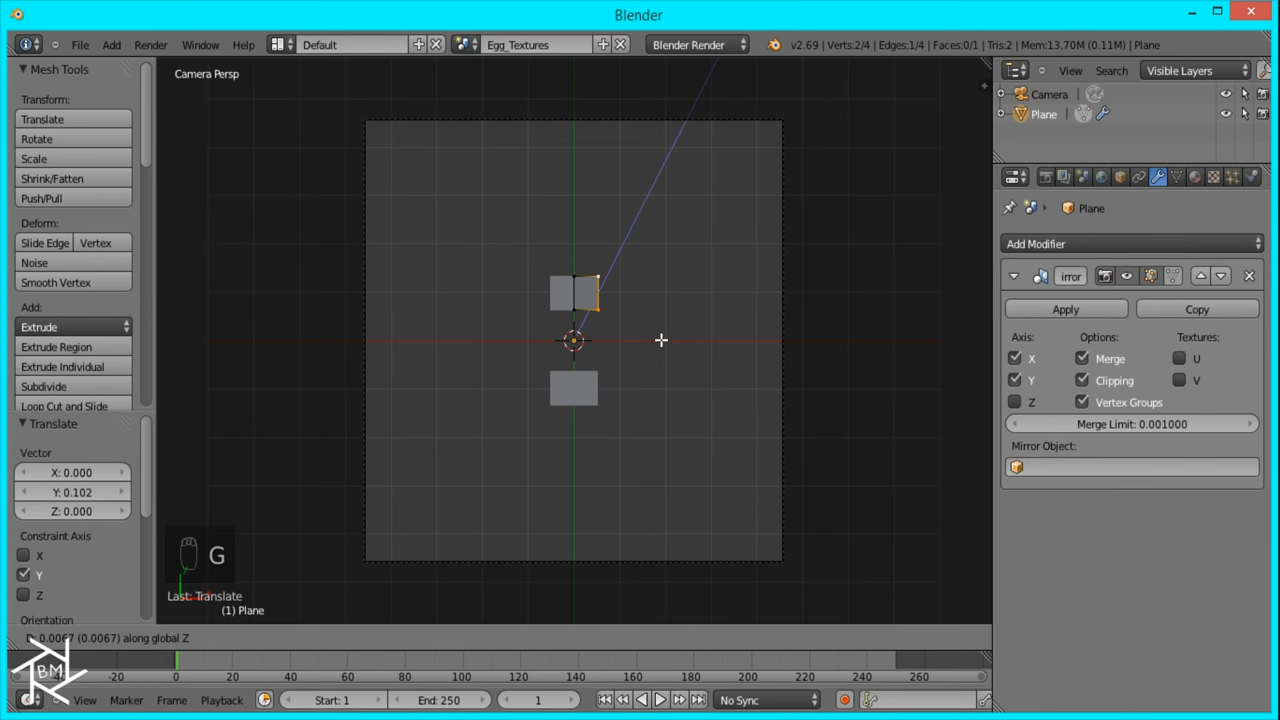 Blender
File Add Render Window Help Default Egg_Textures Blender Render v2.69 | Verts:2/4 | Edges:1/4 | Faces:0/1 | Tris:2 | Mem:13.70M (0.11M) | Plane
Mesh Tools
Transform:
Translate
Rotate
Scale
Shrink/Fatten
Push/Pull
Deform:
Slide Edge Vertex
Noise
Smooth Vertex
Add:
Extrude
Extrude Region
Extrude Individual
Subdivide
Loop Cut and Slide
Translate
Vector
X: 0.000
Y: 0.102
Z: 0.000
Constraint Axis
X
Y
Z
Orientation
Camera Persp
G
Last: Translate
(1) Plane
D: 0.0067 (0.0067) along global Z
View Search Visible Layers
Camera
Plane
Plane
Add Modifier
irror
Apply Copy
Axis: Options: Textures:
X Merge U
Y Clipping V
Z Vertex Groups
Merge Limit: 0.001000
Mirror Object:
-20 0 20 40 60 80 100 120 140 160 180 200 220 240 260
BM
View Marker Frame Playback Start: 1 End: 250 1 No Sync